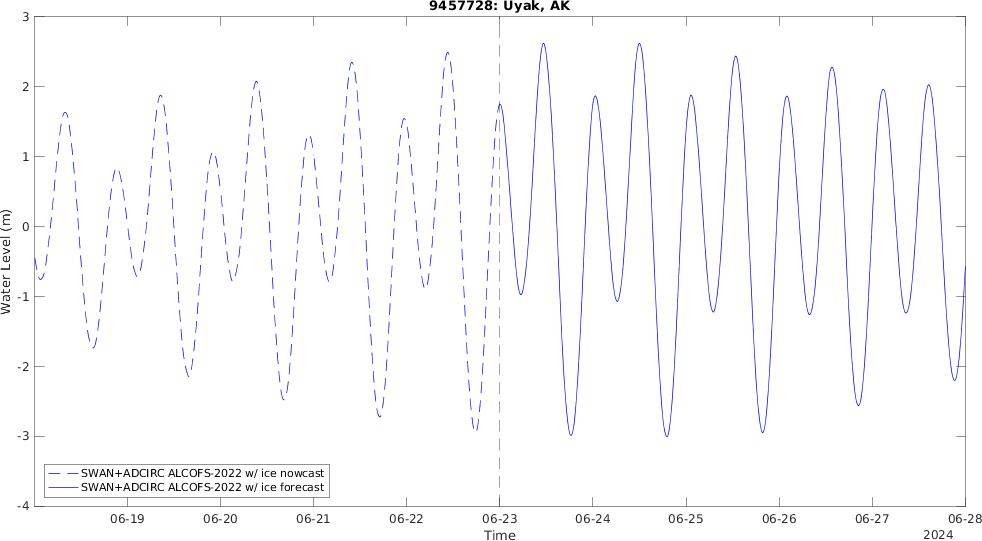 9457728: Uyak, AK
3
2
1
0
-1
-2
-3
-4
Water Level (m)
SWAN+ADCIRC ALCOFS-2022 w/ ice nowcast
SWAN+ADCIRC ALCOFS-2022 w/ ice forecast
06-19 06-20 06-21 06-22 06-23 06-24 06-25 06-26 06-27 06-28
Time
2024